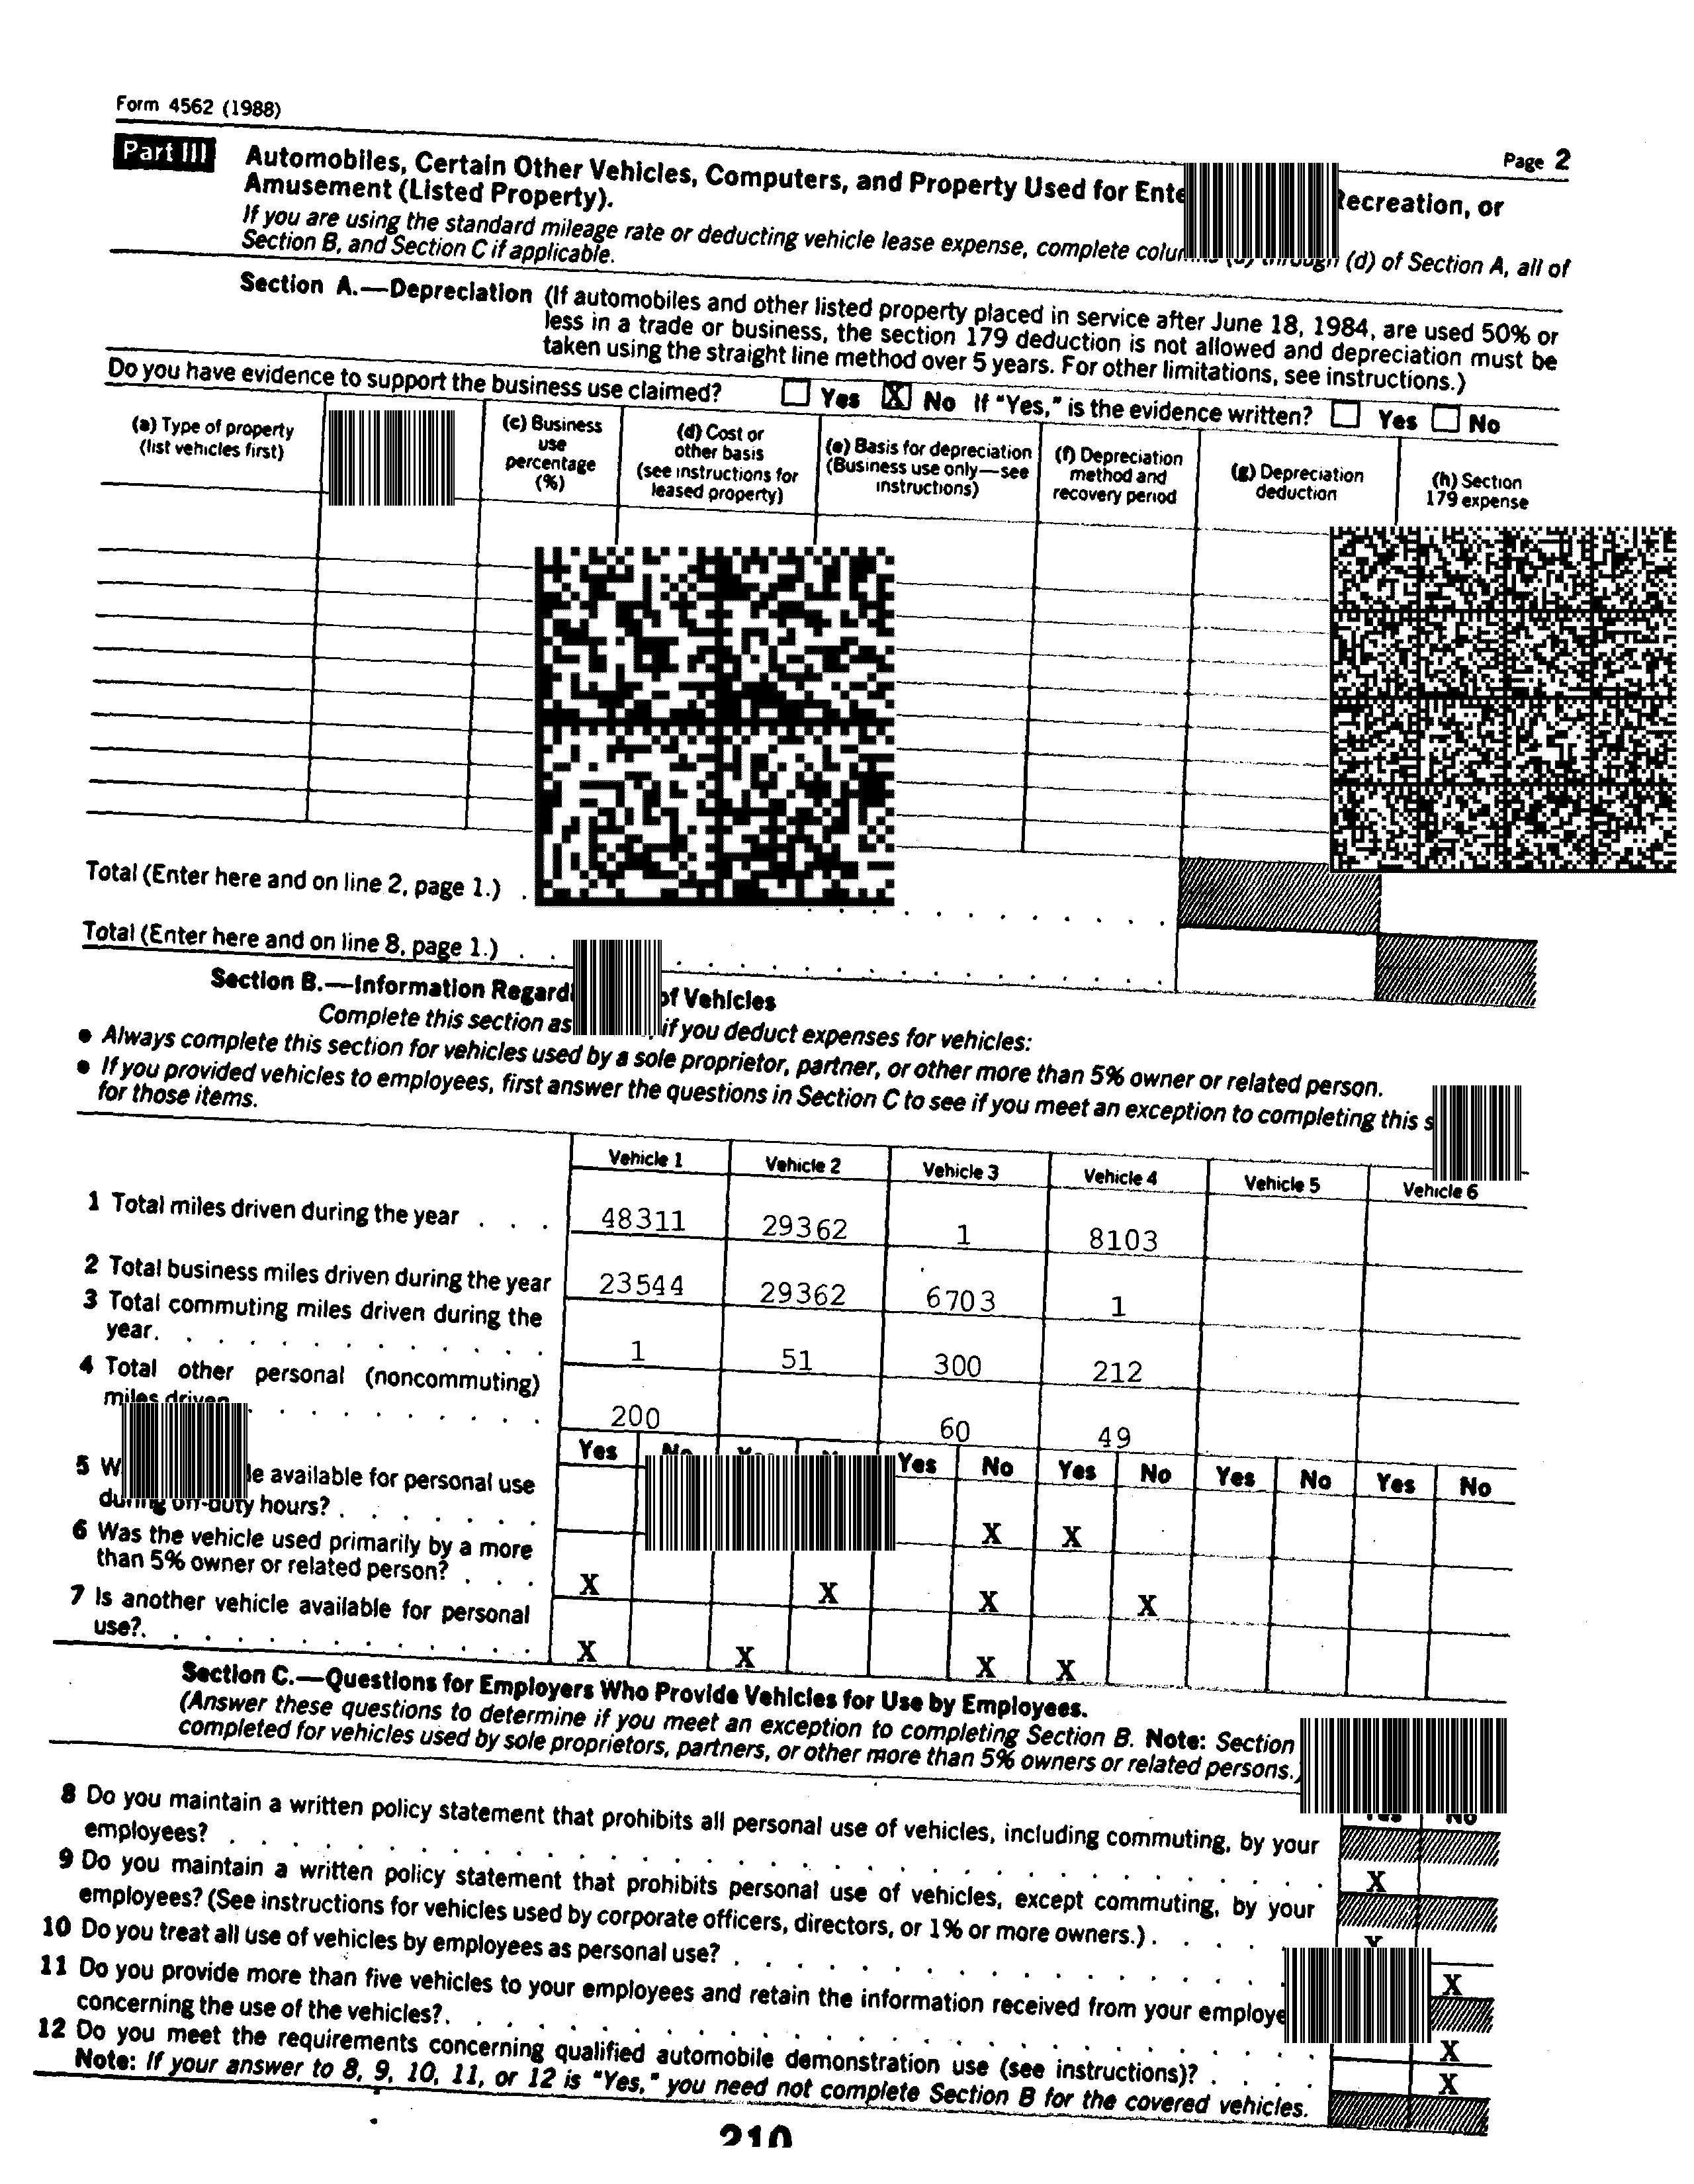 Form 4562 (1988)
Page 2
Part III Automobiles, Certain Other Vehicles, Computers, and Property Used for Recreation, or
Amusement (Listed Property).
If you are using the standard mileage rate or deducting vehicle lease expense, complete through (d) of Section A, all of
Section B, and Section C if applicable.
Section A.—Depreciation (If automobiles and other listed property placed in service after June 18, 1984, are used 50% or
less in a trade or business, the section 179 deduction is not allowed and depreciation must be
taken using the straight line method over 5 years. For other limitations, see instructions.)
Do you have evidence to support the business use claimed? Yes X No If "Yes," is the evidence written? Yes No
(a) Type of property
(list vehicles first)
(c) Business
use
percentage
(%)
(d) Cost or
other basis
(see instructions for
leased property)
(e) Basis for depreciation
(Business use only—see
instructions)
(f) Depreciation
method and
recovery period
(g) Depreciation
deduction
(h) Section
179 expense
Total (Enter here and on line 2, page 1.) .
Total (Enter here and on line 8, page 1.) . .
Section B.—Information of Vehicles
Complete this section as if you deduct expenses for vehicles:
• Always complete this section for vehicles used by a sole proprietor, partner, or other more than 5% owner or related person.
• If you provided vehicles to employees, first answer the questions in Section C to see if you meet an exception to completing this
for those items.
Vehicle 1 Vehicle 2 Vehicle 3 Vehicle 4 Vehicle 5 Vehicle 6
1 Total miles driven during the year . . . 48311 29362 1 8103
2 Total business miles driven during the year 23544 29362 6703 1
3 Total commuting miles driven during the
year. 1 51 300 212
4 Total other personal (noncommuting)
miles driven 200 60 49
Yes Yes No Yes No Yes No Yes No
5 available for personal use
during off-duty hours? . X X
6 Was the vehicle used primarily by a more
than 5% owner or related person? . . . X X X X
7 Is another vehicle available for personal
use?. X X X X
Section C.—Questions for Employers Who Provide Vehicles for Use by Employees.
(Answer these questions to determine if you meet an exception to completing Section B. Note: Section
completed for vehicles used by sole proprietors, partners, or other more than 5% owners or related persons.)
Yes No
8 Do you maintain a written policy statement that prohibits all personal use of vehicles, including commuting, by your
employees? . X
9 Do you maintain a written policy statement that prohibits personal use of vehicles, except commuting, by your
employees? (See instructions for vehicles used by corporate officers, directors, or 1% or more owners.) . X
10 Do you treat all use of vehicles by employees as personal use? . X
11 Do you provide more than five vehicles to your employees and retain the information received from your
concerning the use of the vehicles?. X
12 Do you meet the requirements concerning qualified automobile demonstration use (see instructions)? . X
Note: If your answer to 8, 9, 10, 11, or 12 is "Yes," you need not complete Section B for the covered vehicles.
210